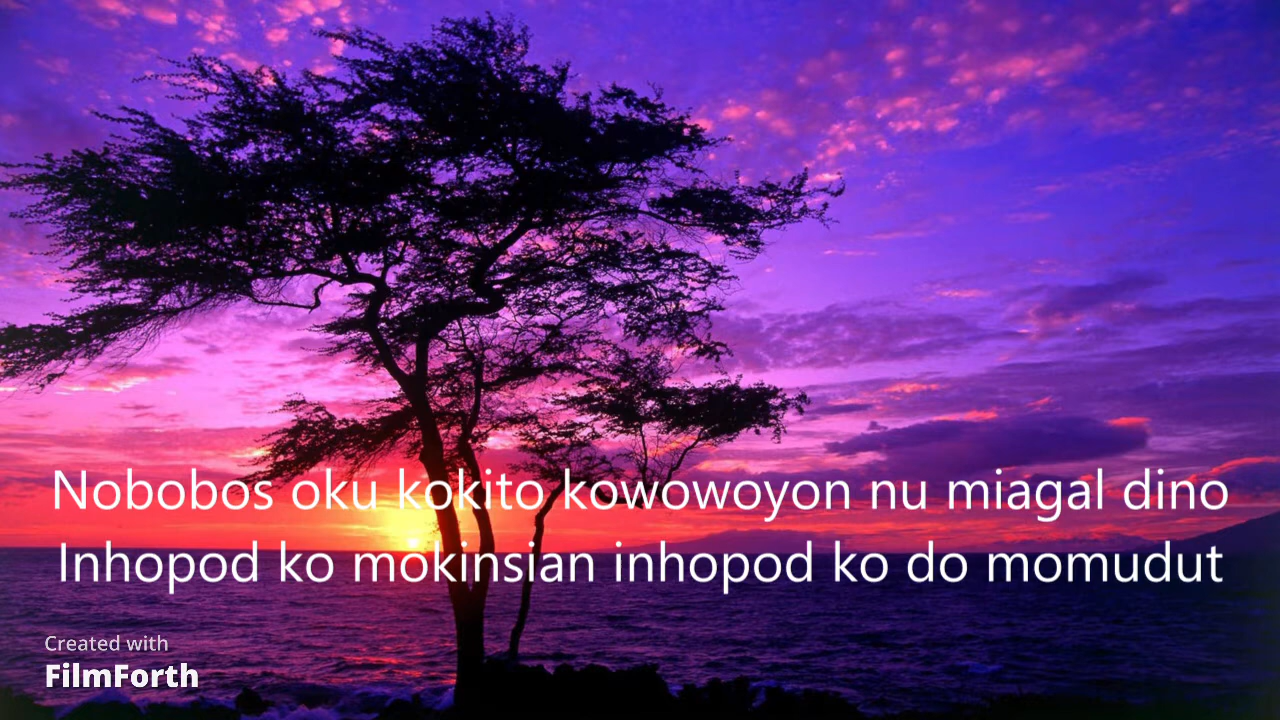 Nobobos oku kokito kowowoyon nu miagal dino
Inhopod ko mokinsian inhopod ko do momudut
Created with
FilmForth